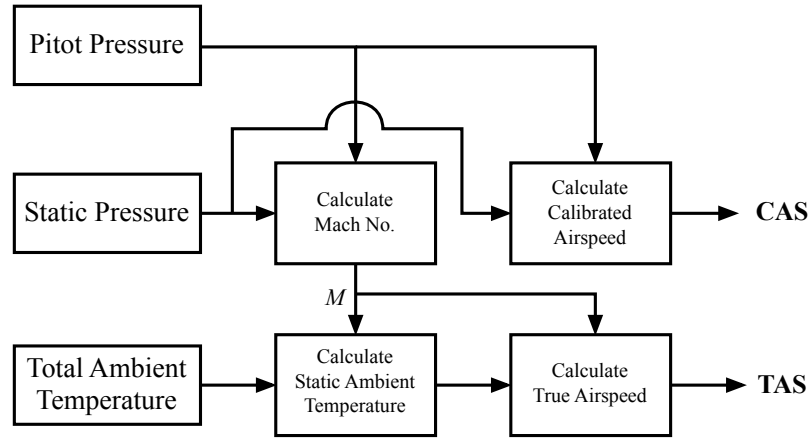 Pitot Pressure
Static Pressure
Calculate
Mach No.
Calculate
Calibrated
Airspeed
CAS
M
Total Ambient
Temperature
Calculate
Static Ambient
Temperature
Calculate
True Airspeed
TAS